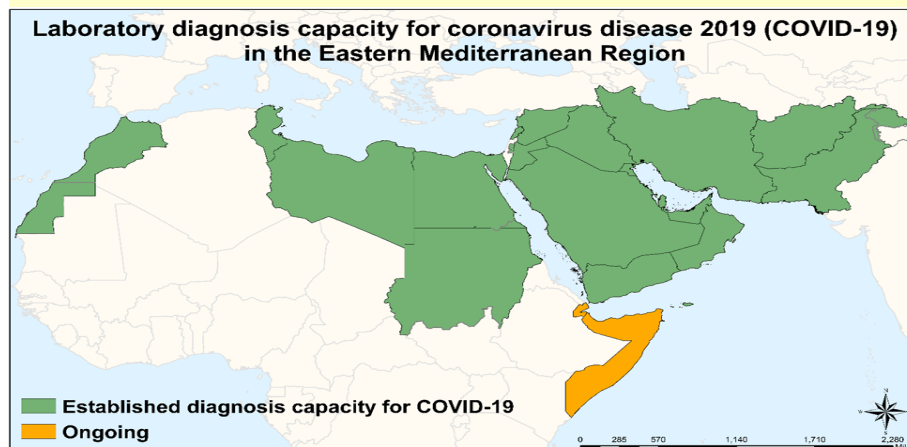 Laboratory diagnosis capacity for coronavirus disease 2019 (COVID-19)
in the Eastern Mediterranean Region
Established diagnosis capacity for COVID-19
Ongoing
N
W
E
S
0 285 570 1,140 1,710 2,280